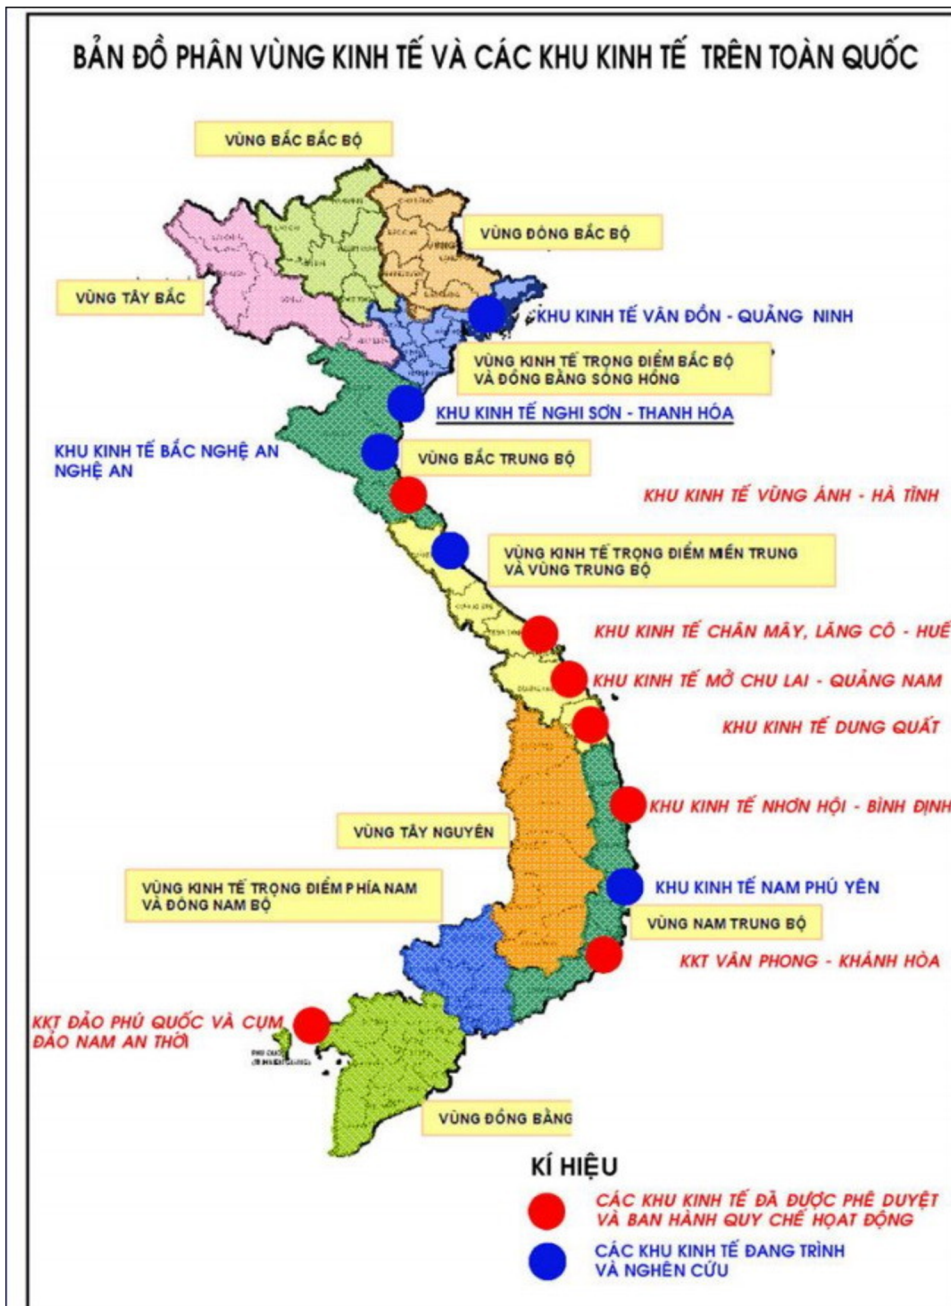 BẢN ĐỒ PHÂN VÙNG KINH TẾ VÀ CÁC KHU KINH TẾ TRÊN TOÀN QUỐC
VÙNG BẮC BẮC BỘ
VÙNG ĐÔNG BẮC BỘ
VÙNG TÂY BẮC
KHU KINH TẾ VÂN ĐỒN - QUẢNG NINH
VÙNG KINH TẾ TRỌNG ĐIỂM BẮC BỘ
VÀ ĐỒNG BẰNG SÔNG HỒNG
KHU KINH TẾ NGHI SƠN - THANH HÓA
KHU KINH TẾ BẮC NGHỆ AN
NGHỆ AN
VÙNG BẮC TRUNG BỘ
KHU KINH TẾ VŨNG ÁNH - HÀ TĨNH
VÙNG KINH TẾ TRỌNG ĐIỂM MIỀN TRUNG
VÀ VÙNG TRUNG BỘ
KHU KINH TẾ CHÂN MÂY, LĂNG CÔ - HUẾ
KHU KINH TẾ MỞ CHU LAI - QUẢNG NAM
KHU KINH TẾ DUNG QUẤT
KHU KINH TẾ NHƠN HỘI - BÌNH ĐỊNH
VÙNG TÂY NGUYÊN
VÙNG KINH TẾ TRỌNG ĐIỂM PHÍA NAM
VÀ ĐÔNG NAM BỘ
KHU KINH TẾ NAM PHÚ YÊN
VÙNG NAM TRUNG BỘ
KKT VÂN PHONG - KHÁNH HÒA
KKT ĐẢO PHÚ QUỐC VÀ CỤM
ĐẢO NAM AN THỚI
VÙNG ĐỒNG BẰNG
KÍ HIỆU
CÁC KHU KINH TẾ ĐÃ ĐƯỢC PHÊ DUYỆT
VÀ BAN HÀNH QUY CHẾ HOẠT ĐỘNG
CÁC KHU KINH TẾ ĐANG TRÌNH
VÀ NGHÊN CỨU